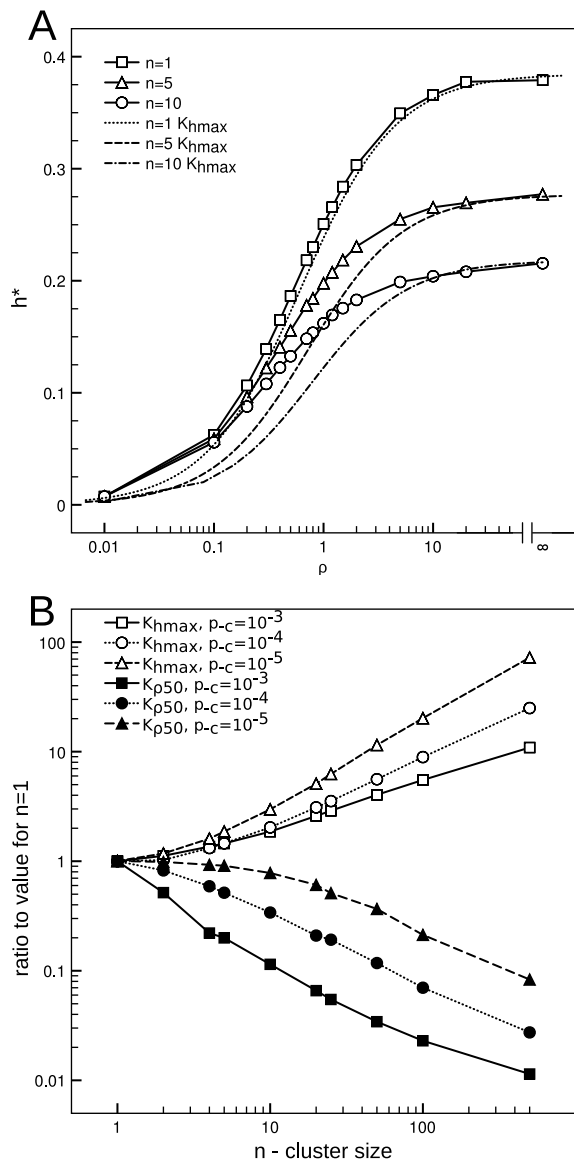 A
n=1
n=5
n=10
n=1 Khmax
n=5 Khmax
n=10 Khmax
0.4
0.3
0.2
0.1
0
h*
0.01
0.1
1
10
∞
ρ
B
Khmax, p-c=10-3
Khmax, p-c=10-4
Khmax, p-c=10-5
Kρ50, p-c=10-3
Kρ50, p-c=10-4
Kρ50, p-c=10-5
100
10
1
0.1
0.01
ratio to value for n=1
1
10
100
n - cluster size